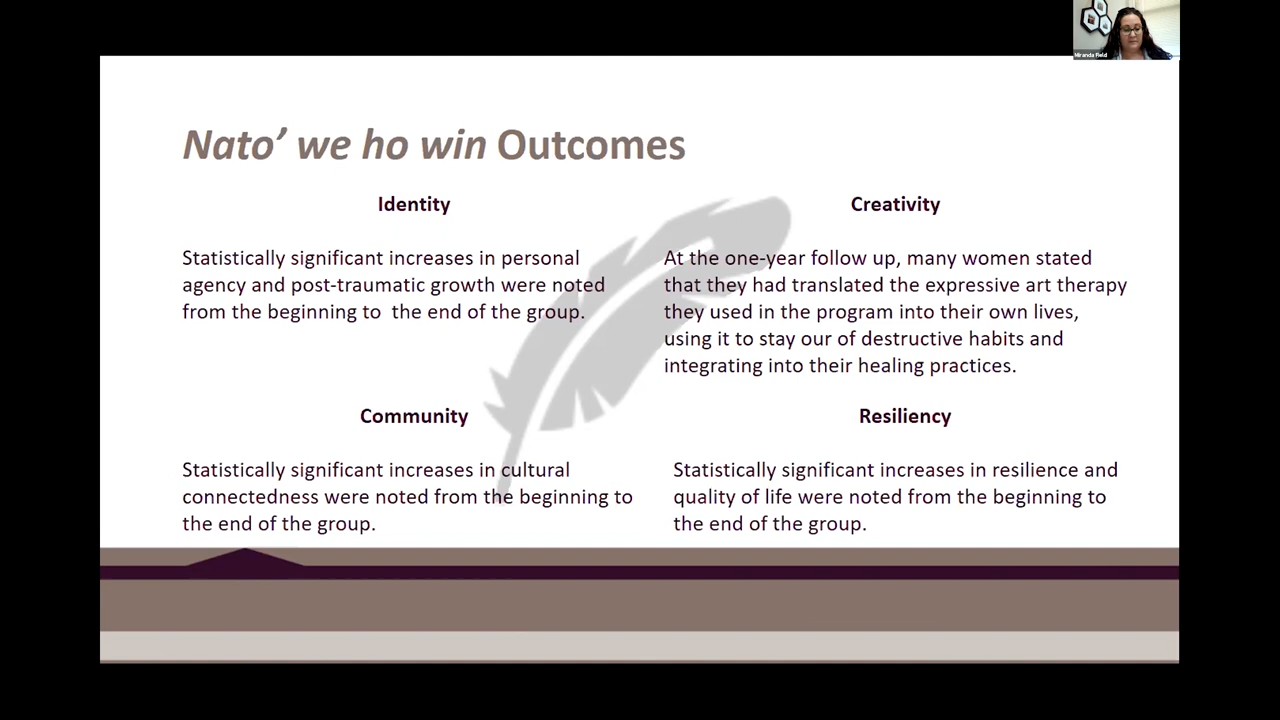 Miranda Field
Nato’ we ho win Outcomes
Identity
Statistically significant increases in personal
agency and post-traumatic growth were noted
from the beginning to  the end of the group.
Creativity
At the one-year follow up, many women stated
that they had translated the expressive art therapy
they used in the program into their own lives,
using it to stay our of destructive habits and
integrating into their healing practices.
Community
Statistically significant increases in cultural
connectedness were noted from the beginning to
the end of the group.
Resiliency
Statistically significant increases in resilience and
quality of life were noted from the beginning to
the end of the group.